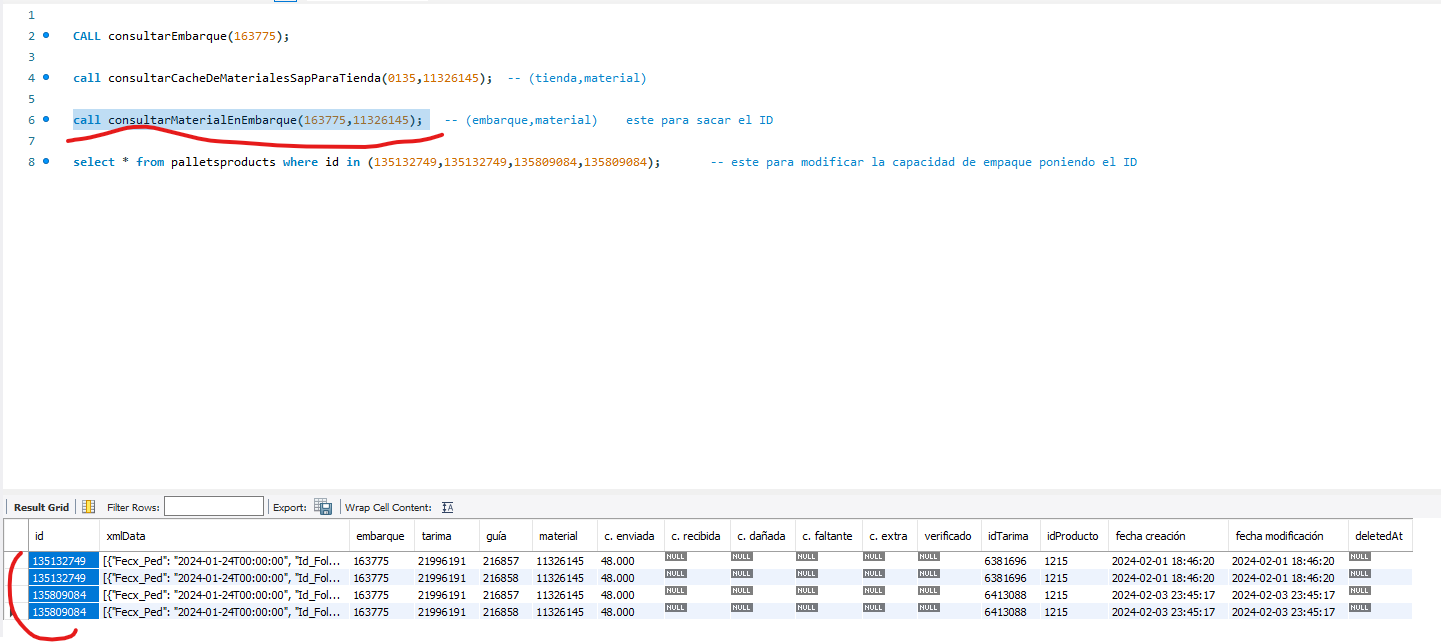 1
2 CALL consultarEmbarque(163775);
3
4 call consultarCacheDeMaterialesSapParaTienda(0135,11326145); -- (tienda,material)
5
6 call consultarMaterialEnEmbarque(163775,11326145); -- (embarque,material) este para sacar el ID
7
8 select * from palletsproducts where id in (135132749,135132749,135809084,135809084); -- este para modificar la capacidad de empaque poniendo el ID
Result Grid Filter Rows: Export: Wrap Cell Content:
id xmlData embarque tarima guía material c. enviada c. recibida c. dañada c. faltante c. extra verificado idTarima idProducto fecha creación fecha modificación deletedAt
135132749 [{"Fecx_Ped": "2024-01-24T00:00:00", "Id_Fol... 163775 21996191 216857 11326145 48.000 NULL NULL NULL NULL NULL 6381696 1215 2024-02-01 18:46:20 2024-02-01 18:46:20 NULL
135132749 [{"Fecx_Ped": "2024-01-24T00:00:00", "Id_Fol... 163775 21996191 216858 11326145 48.000 NULL NULL NULL NULL NULL 6381696 1215 2024-02-01 18:46:20 2024-02-01 18:46:20 NULL
135809084 [{"Fecx_Ped": "2024-01-24T00:00:00", "Id_Fol... 163775 21996191 216857 11326145 48.000 NULL NULL NULL NULL NULL 6413088 1215 2024-02-03 23:45:17 2024-02-03 23:45:17 NULL
135809084 [{"Fecx_Ped": "2024-01-24T00:00:00", "Id_Fol... 163775 21996191 216858 11326145 48.000 NULL NULL NULL NULL NULL 6413088 1215 2024-02-03 23:45:17 2024-02-03 23:45:17 NULL